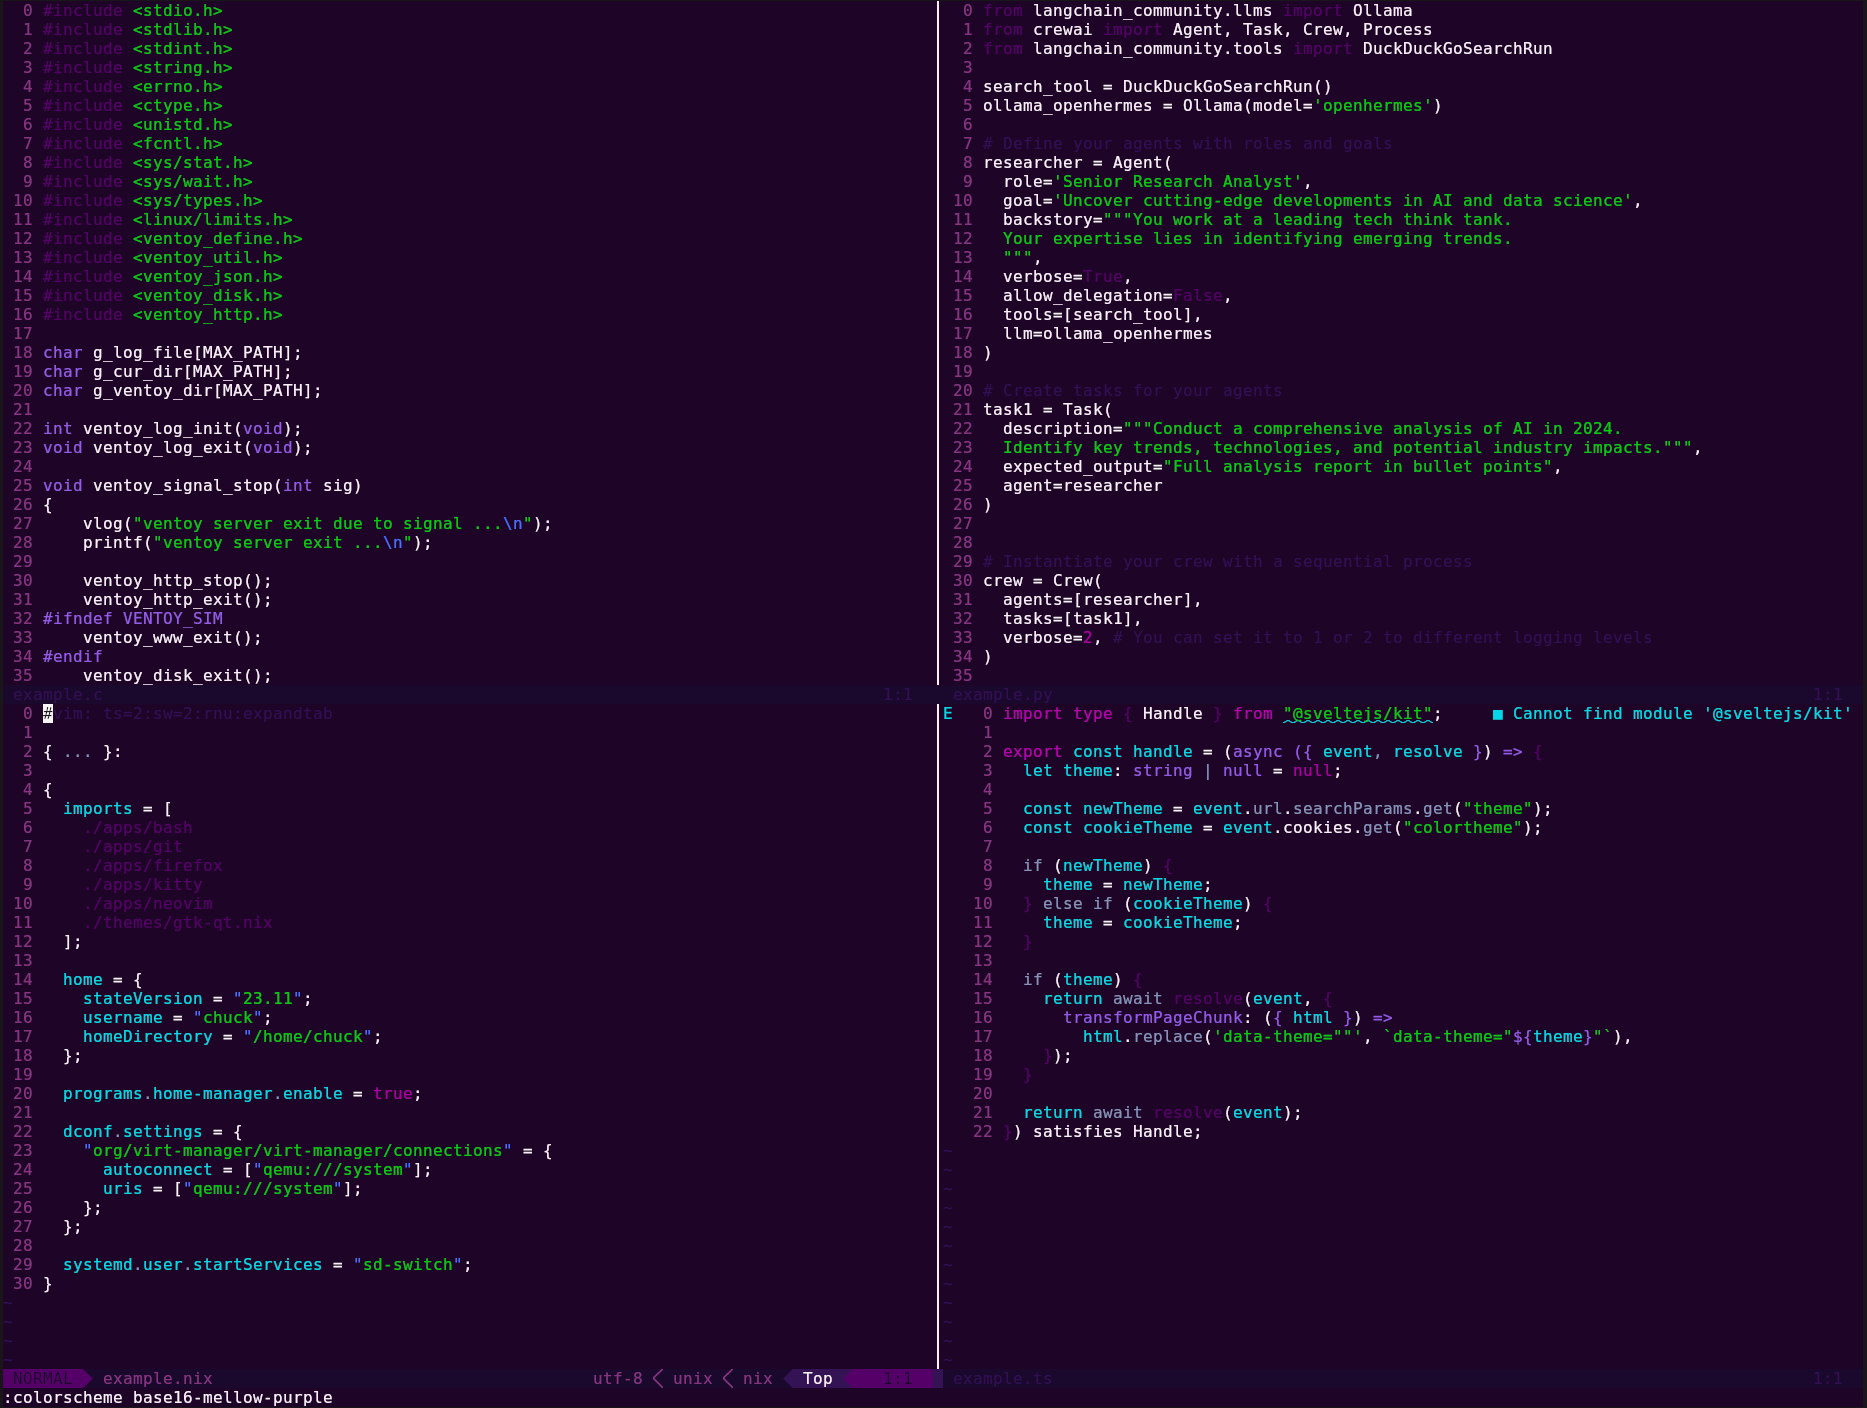 0 #include <stdio.h>
1 #include <stdlib.h>
2 #include <stdint.h>
3 #include <string.h>
4 #include <errno.h>
5 #include <ctype.h>
6 #include <unistd.h>
7 #include <fcntl.h>
8 #include <sys/stat.h>
9 #include <sys/wait.h>
10 #include <sys/types.h>
11 #include <linux/limits.h>
12 #include <ventoy_define.h>
13 #include <ventoy_util.h>
14 #include <ventoy_json.h>
15 #include <ventoy_disk.h>
16 #include <ventoy_http.h>
17
18 char g_log_file[MAX_PATH];
19 char g_cur_dir[MAX_PATH];
20 char g_ventoy_dir[MAX_PATH];
21
22 int ventoy_log_init(void);
23 void ventoy_log_exit(void);
24
25 void ventoy_signal_stop(int sig)
26 {
27     vlog("ventoy server exit due to signal ...\n");
28     printf("ventoy server exit ...\n");
29
30     ventoy_http_stop();
31     ventoy_http_exit();
32 #ifndef VENTOY_SIM
33     ventoy_www_exit();
34 #endif
35     ventoy_disk_exit();
example.c 1:1
0 from langchain_community.llms import Ollama
1 from crewai import Agent, Task, Crew, Process
2 from langchain_community.tools import DuckDuckGoSearchRun
3
4 search_tool = DuckDuckGoSearchRun()
5 ollama_openhermes = Ollama(model='openhermes')
6
7 # Define your agents with roles and goals
8 researcher = Agent(
9   role='Senior Research Analyst',
10   goal='Uncover cutting-edge developments in AI and data science',
11   backstory="""You work at a leading tech think tank.
12   Your expertise lies in identifying emerging trends.
13   """,
14   verbose=True,
15   allow_delegation=False,
16   tools=[search_tool],
17   llm=ollama_openhermes
18 )
19
20 # Create tasks for your agents
21 task1 = Task(
22   description="""Conduct a comprehensive analysis of AI in 2024.
23   Identify key trends, technologies, and potential industry impacts.""",
24   expected_output="Full analysis report in bullet points",
25   agent=researcher
26 )
27
28
29 # Instantiate your crew with a sequential process
30 crew = Crew(
31   agents=[researcher],
32   tasks=[task1],
33   verbose=2, # You can set it to 1 or 2 to different logging levels
34 )
35
example.py 1:1
0 #vim: ts=2:sw=2:rnu:expandtab
1
2 { ... }:
3
4 {
5   imports = [
6     ./apps/bash
7     ./apps/git
8     ./apps/firefox
9     ./apps/kitty
10     ./apps/neovim
11     ./themes/gtk-qt.nix
12   ];
13
14   home = {
15     stateVersion = "23.11";
16     username = "chuck";
17     homeDirectory = "/home/chuck";
18   };
19
20   programs.home-manager.enable = true;
21
22   dconf.settings = {
23     "org/virt-manager/virt-manager/connections" = {
24       autoconnect = ["qemu:///system"];
25       uris = ["qemu:///system"];
26     };
27   };
28
29   systemd.user.startServices = "sd-switch";
30 }
~
~
~
~
NORMAL example.nix utf-8 unix nix Top 1:1
E 0 import type { Handle } from "@sveltejs/kit"; ■ Cannot find module '@sveltejs/kit'
1
2 export const handle = (async ({ event, resolve }) => {
3   let theme: string | null = null;
4
5   const newTheme = event.url.searchParams.get("theme");
6   const cookieTheme = event.cookies.get("colortheme");
7
8   if (newTheme) {
9     theme = newTheme;
10   } else if (cookieTheme) {
11     theme = cookieTheme;
12   }
13
14   if (theme) {
15     return await resolve(event, {
16       transformPageChunk: ({ html }) =>
17         html.replace('data-theme=""', `data-theme="${theme}"`),
18     });
19   }
20
21   return await resolve(event);
22 }) satisfies Handle;
~
~
~
~
~
~
~
~
~
~
~
~
example.ts 1:1
:colorscheme base16-mellow-purple